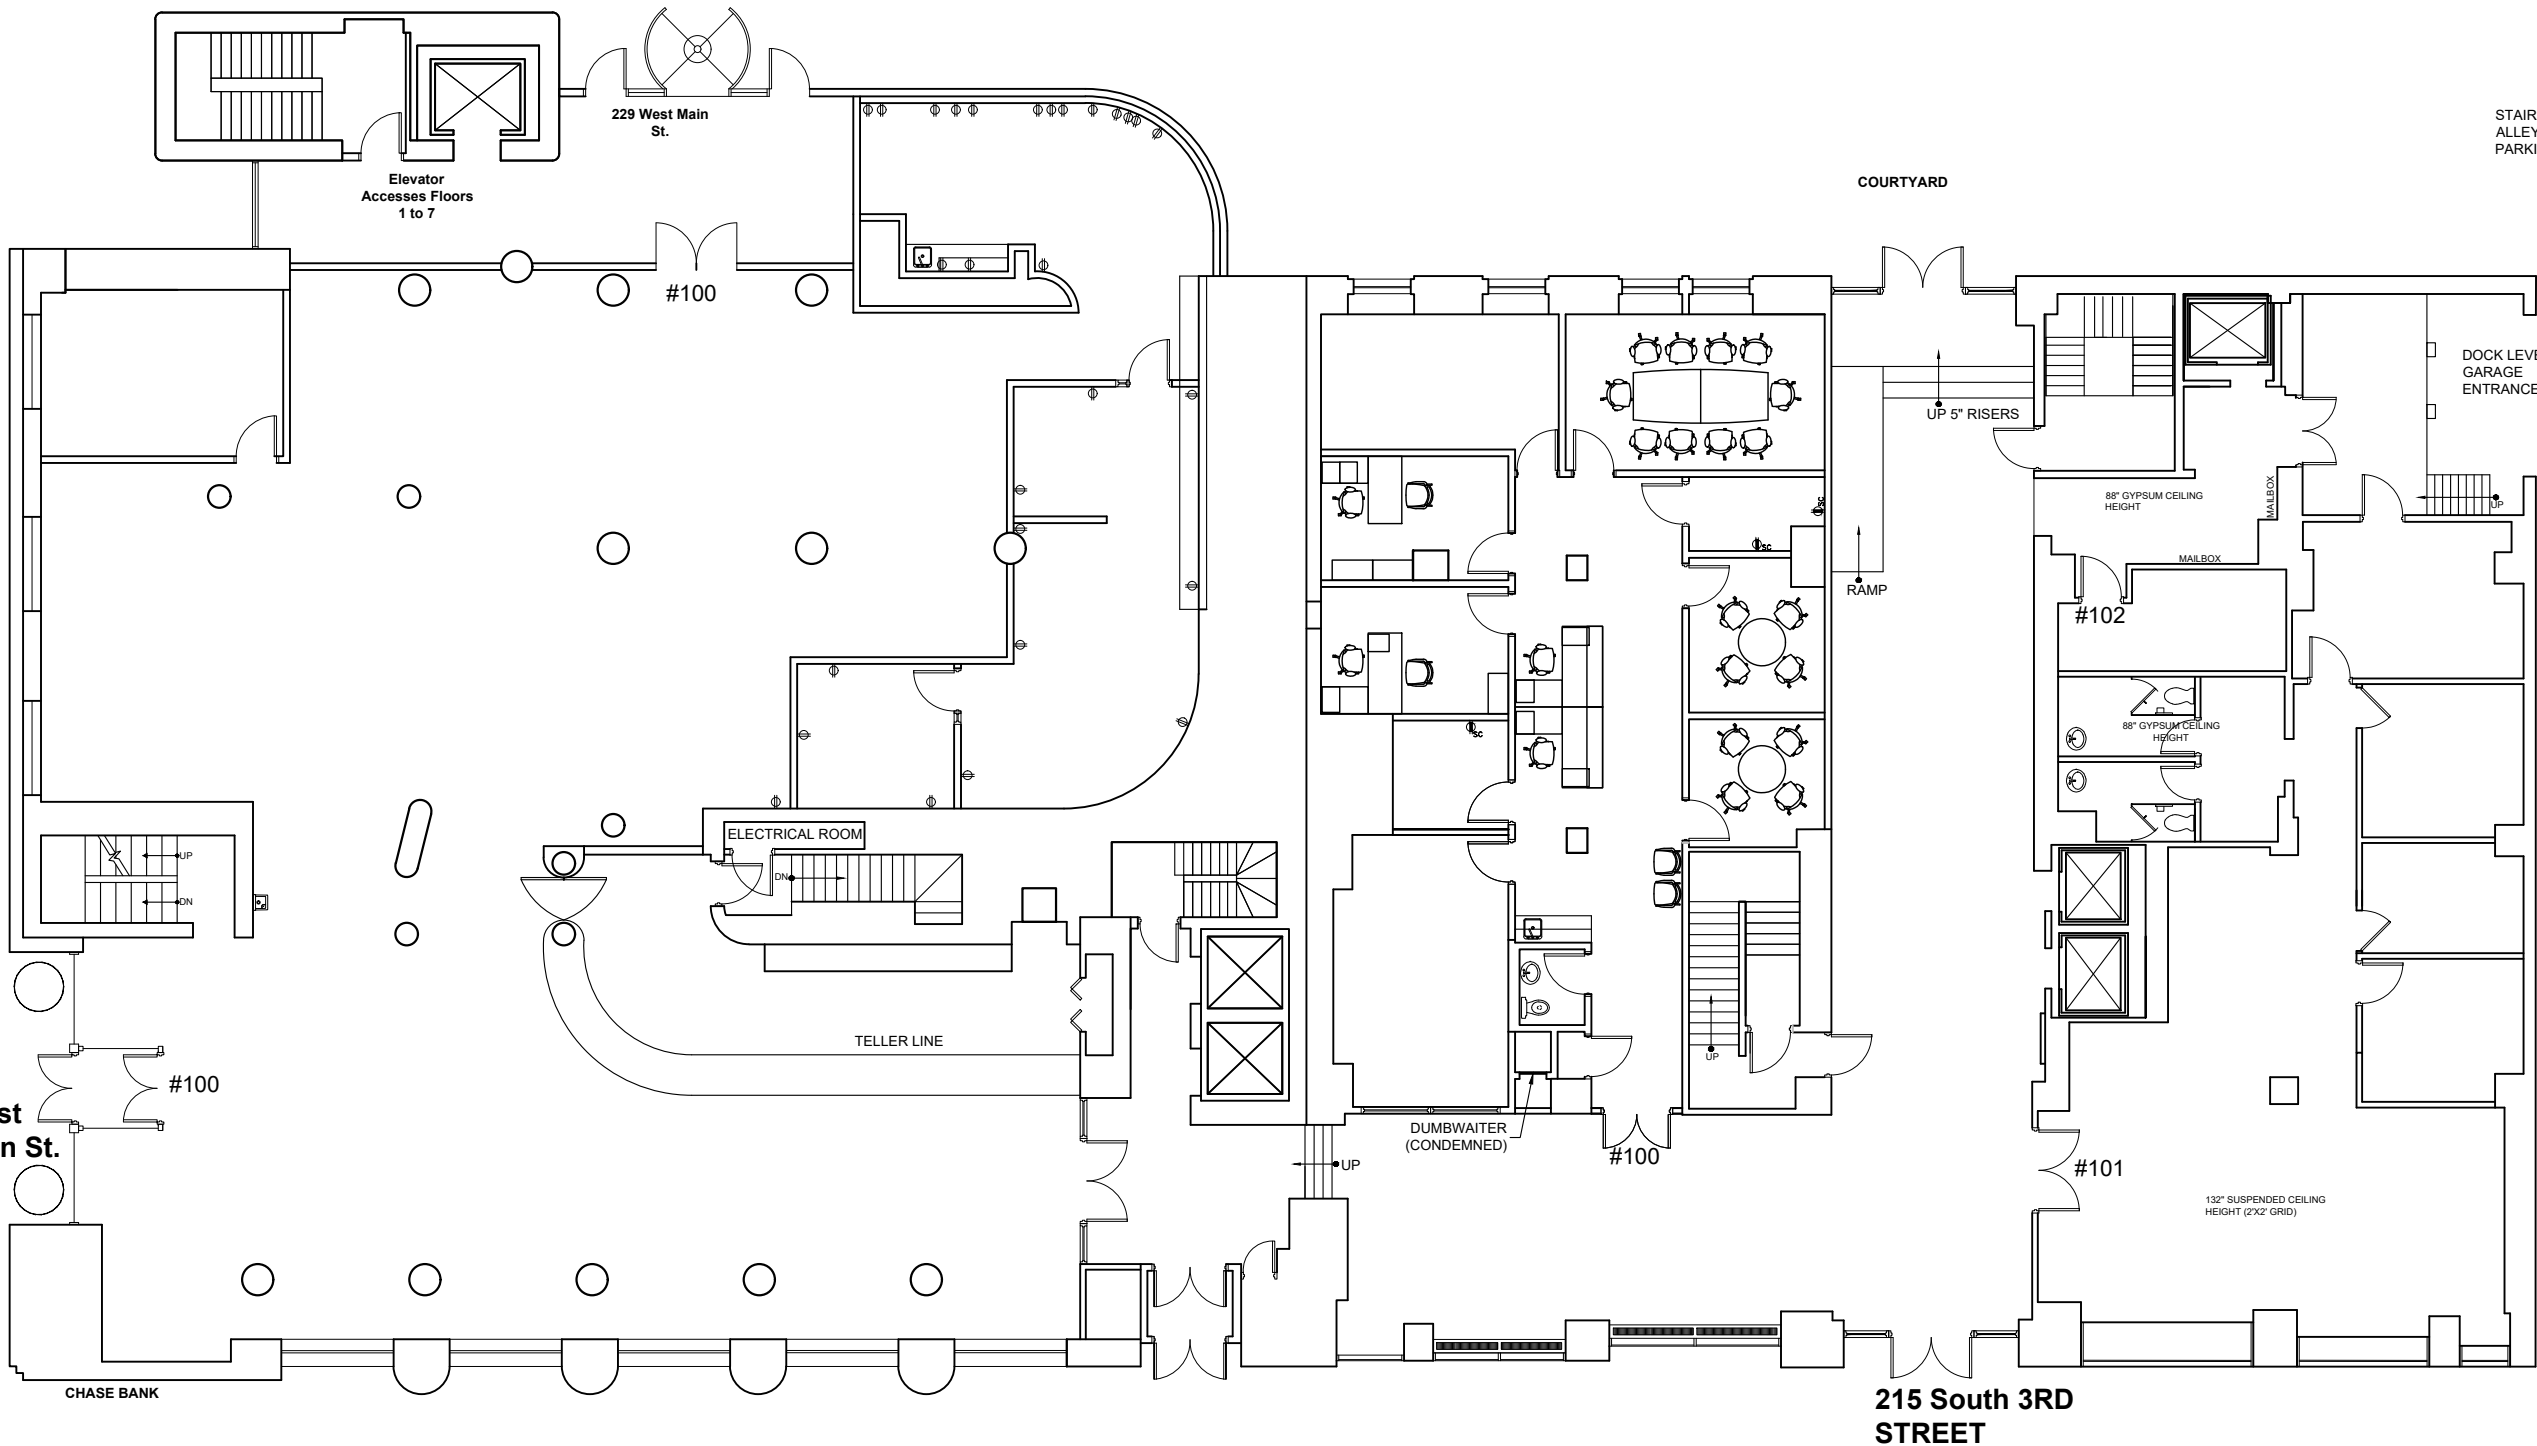 229 West Main
St.
STAIR
ALLEY
PARKI
Elevator
Accesses Floors
1 to 7
COURTYARD
#100
DOCK LEVE
GARAGE
ENTRANCE
UP 5" RISERS
88" GYPSUM CEILING
HEIGHT
MAILBOX
UP
SC
SC
MAILBOX
RAMP
#102
88" GYPSUM CEILING
HEIGHT
SC
ELECTRICAL ROOM
UP
DN
DN
TELLER LINE
UP
#100
st
n St.
DUMBWAITER
(CONDEMNED)
#100
UP
#101
132" SUSPENDED CEILING
HEIGHT (2'X2' GRID)
CHASE BANK
215 South 3RD
STREET